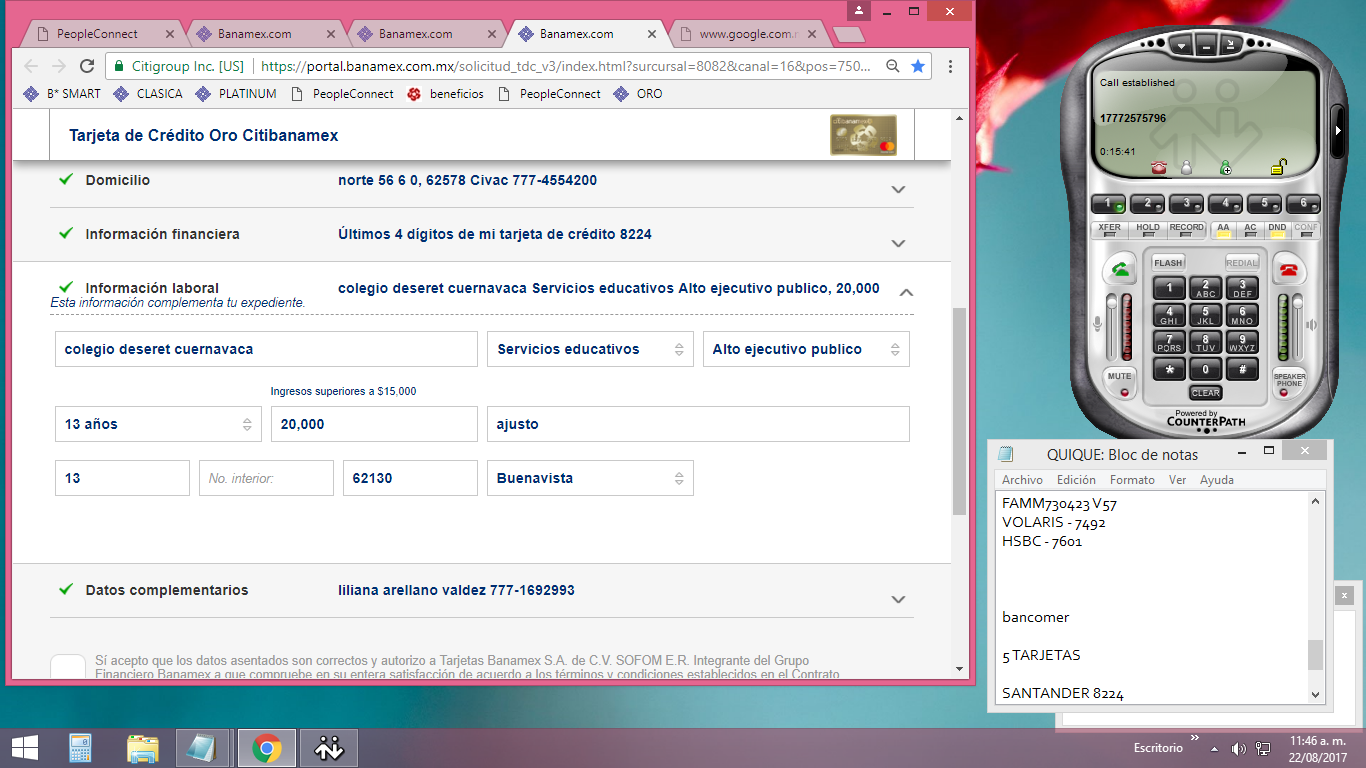 PeopleConnect
Banamex.com
Banamex.com
Banamex.com
www.google.com.
Citigroup Inc. [US]
https://portal.banamex.com.mx/solicitud_tdc_v3/index.html?surcursal=8082&canal=16&pos=750...
B* SMART
CLASICA
PLATINUM
PeopleConnect
beneficios
PeopleConnect
ORO
Tarjeta de Crédito Oro Citibanamex
Domicilio
norte 56 6 0, 62578 Civac 777-4554200
Información financiera
Últimos 4 dígitos de mi tarjeta de crédito 8224
Información laboral
colegio deseret cuernavaca Servicios educativos Alto ejecutivo publico, 20,000
Esta información complementa tu expediente.
colegio deseret cuernavaca
Servicios educativos
Alto ejecutivo publico
Ingresos superiores a $15,000
13 años
20,000
ajusto
13
No. interior:
62130
Buenavista
Datos complementarios
liliana arellano valdez 777-1692993
Sí acepto que los datos asentados son correctos y autorizo a Tarjetas Banamex S.A. de C.V. SOFOM E.R. Integrante del Grupo
Financiero Banamex a que compruebe en su entera satisfacción de acuerdo a los términos y condiciones establecidos en el Contrato
Call established
17772575796
0:15:41
1 2 3 4 5 6
XFER HOLD RECORD AA AC DND CONF
FLASH
REDIAL
1
2 ABC
3 DEF
4 GHI
5 JKL
6 MNO
7 PQRS
8 TUV
9 WXYZ
*
0
#
MUTE
SPEAKER PHONE
CLEAR
Powered by
COUNTERPATH
QUIQUE: Bloc de notas
Archivo Edición Formato Ver Ayuda
FAMM730423 V57
VOLARIS - 7492
HSBC - 7601
bancomer
5 TARJETAS
SANTANDER 8224
Escritorio
11:46 a. m.
22/08/2017